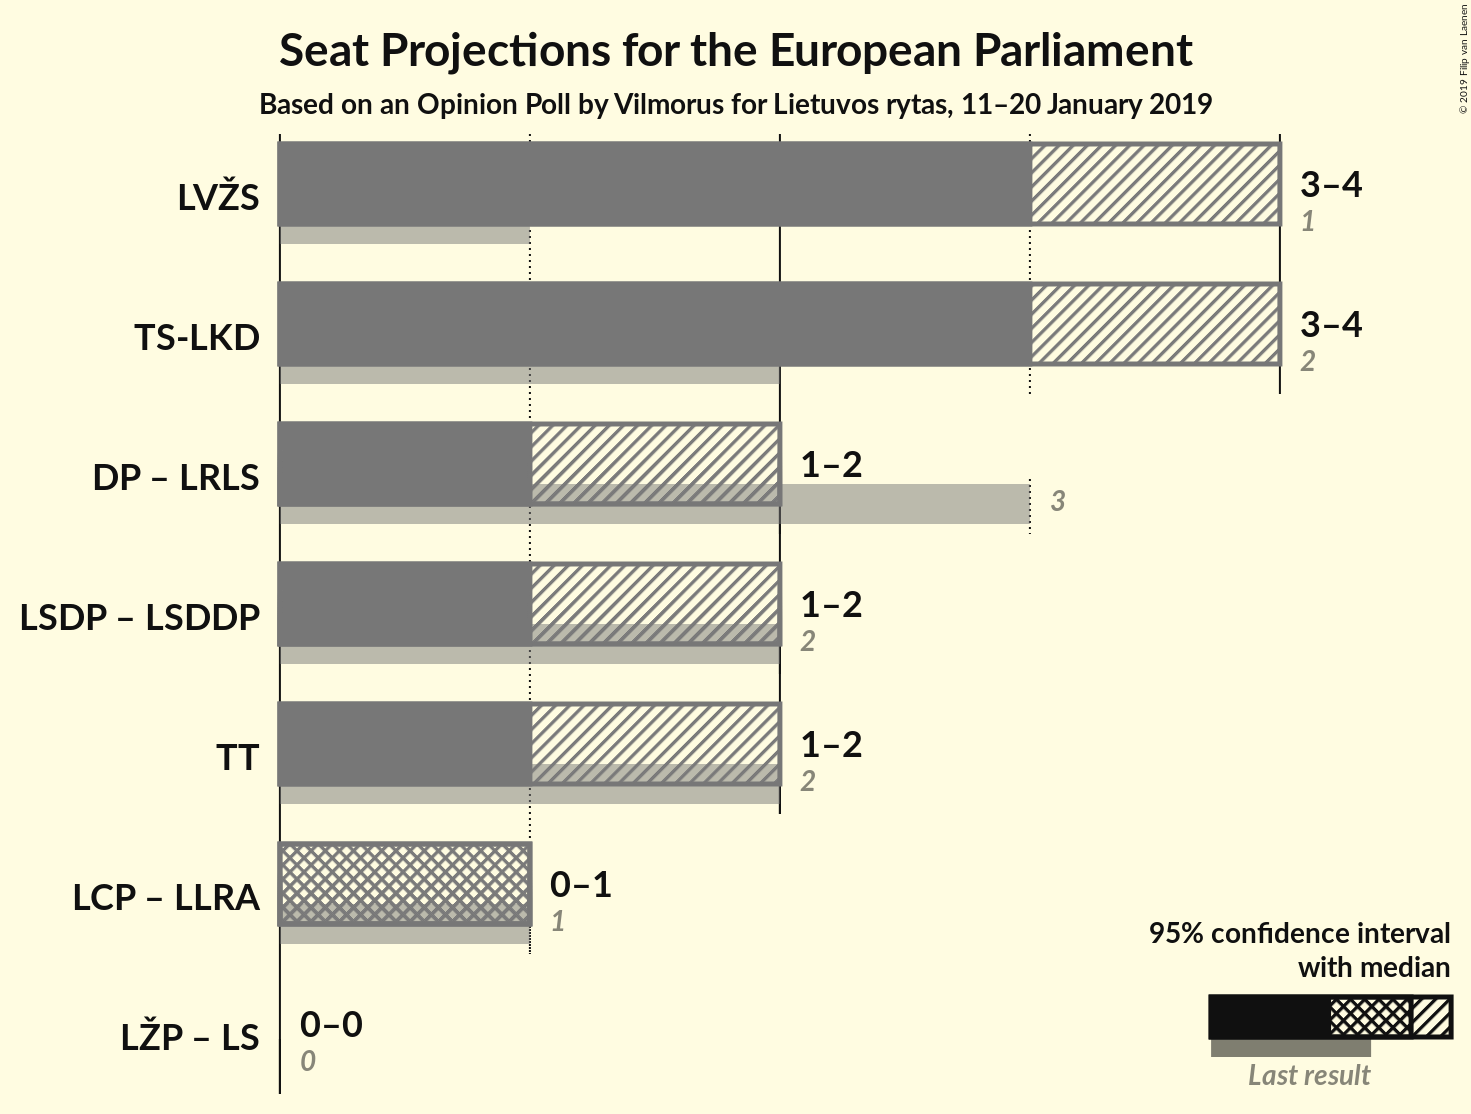 Seat Projections for the European Parliament
Based on an Opinion Poll by Vilmorus for Lietuvos rytas, 11–20 January 2019
© 2019 Filip van Laenen
LVŽS
3–4
1
TS-LKD
3–4
2
DP – LRLS
1–2
3
LSDP – LSDDP
1–2
2
TT
1–2
2
LCP – LLRA
0–1
1
LŽP – LS
0–0
0
95% confidence interval
with median
Last result